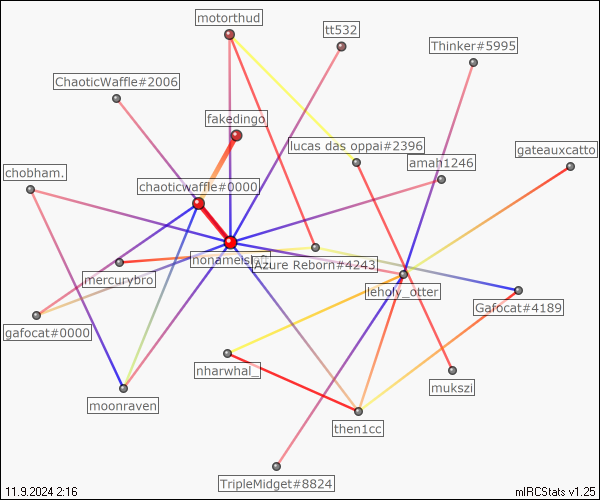 motorthud
tt532
Thinker#5995
ChaoticWaffle#2006
fakedingo
lucas das oppai#2396
gateauxcatto
amah1246
chobham.
chaoticwaffle#0000
Azure Reborn#4243
mercurybro
leholy_otter
Gafocat#4189
gafocat#0000
nharwhal_
mukszi
moonraven
then1cc
TripleMidget#8824
11.9.2024 2:16
mIRCStats v1.25